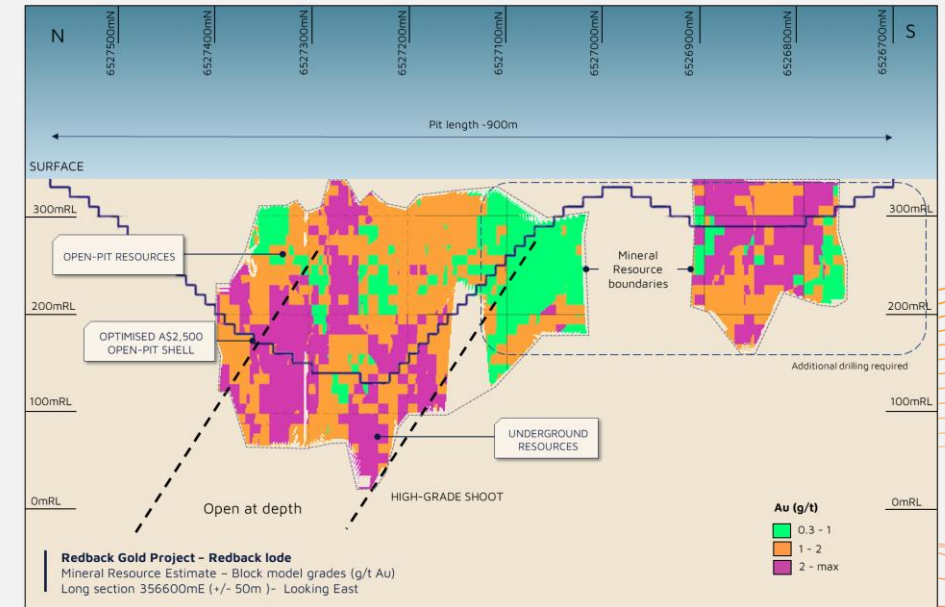 N
6527500mN
6527400mN
6527300mN
6527200mN
6527100mN
6527000mN
6526900mN
6526800mN
6526700mN
S
Pit length ~900m
SURFACE
300mRL
300mRL
OPEN-PIT RESOURCES
Mineral
Resource
boundaries
200mRL
200mRL
OPTIMISED A$2,500
OPEN-PIT SHELL
Additional drilling required
100mRL
100mRL
UNDERGROUND
RESOURCES
HIGH-GRADE SHOOT
0mRL
0mRL
Open at depth
Au (g/t)
0.3 - 1
1 - 2
2 - max
Redback Gold Project – Redback lode
Mineral Resource Estimate – Block model grades (g/t Au)
Long section 356600mE (+/- 50m )- Looking East